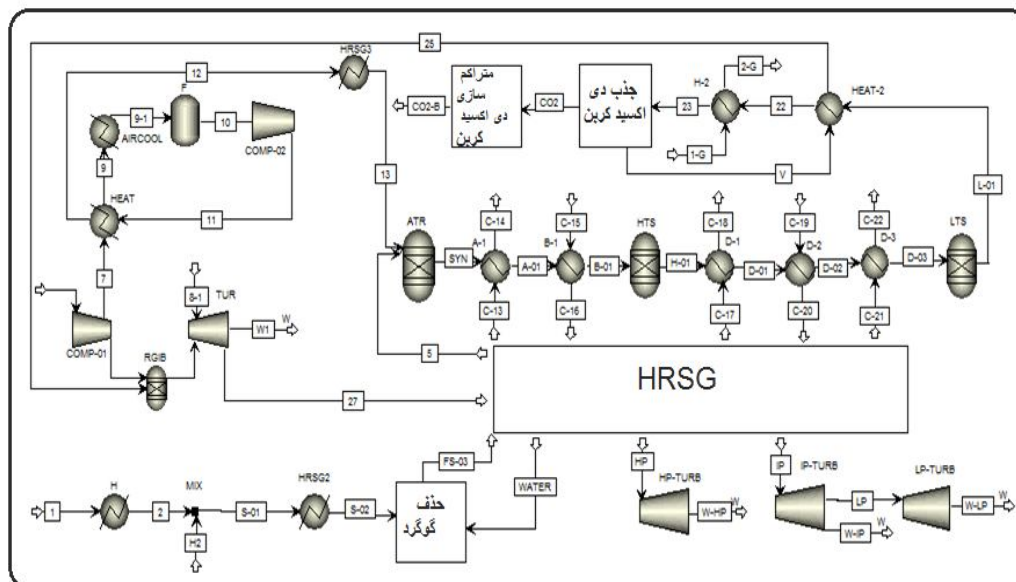 25
HRSG3
12
F
9-1
10
AIRCOOL
COMP-02
9
HEAT
11
7
13
8-1
TUR
COMP-01
W1
W
RGIB
27
5
متراکم
سازی
دی اکسید
کربن
CO2-B
CO2
جذب دی
اکسید کربن
23
H-2
2-G
22
HEAT-2
1-G
V
L-01
ATR
C-14
C-15
C-18
C-19
C-22
LTS
SYN
A-1
A-01
B-1
B-01
HTS
H-01
D-1
D-01
D-2
D-02
D-3
D-03
C-13
C-16
C-17
C-20
C-21
HRSG
1
H
2
MIX
S-01
HRSG2
S-02
H2
حذف
گوگرد
FS-03
WATER
HP
HP-TURB
W-HP
W
IP
IP-TURB
LP
LP-TURB
W-IP
W
W-LP
W